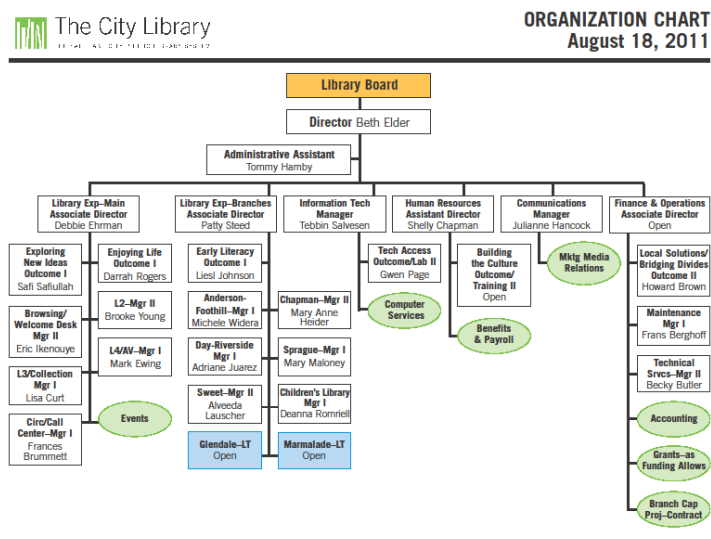 The City Library
ORGANIZATION CHART
August 18, 2011
Library Board
Director Beth Elder
Administrative Assistant
Tommy Hamby
Library Exp–Main
Associate Director
Debbie Ehrman
Library Exp–Branches
Associate Director
Patty Steed
Information Tech
Manager
Tebbin Salvesen
Human Resources
Assistant Director
Shelly Chapman
Communications
Manager
Julianne Hancock
Finance & Operations
Associate Director
Open
Exploring
New Ideas
Outcome I
Safi Safiullah
Enjoying Life
Outcome I
Darrah Rogers
Browsing/
Welcome Desk
Mgr II
Eric Ikenouye
L2–Mgr II
Brooke Young
L3/Collection
Mgr I
Lisa Curt
L4/AV–Mgr I
Mark Ewing
Circ/Call
Center–Mgr I
Frances
Brummett
Events
Early Literacy
Outcome I
Liesl Johnson
Anderson-
Foothill–Mgr I
Michele Widera
Chapman–Mgr II
Mary Anne
Heider
Day-Riverside
Mgr I
Adriane Juarez
Sprague–Mgr I
Mary Maloney
Sweet–Mgr II
Alveeda
Lauscher
Children's Library
Mgr I
Deanna Romriell
Glendale–LT
Open
Marmalade–LT
Open
Tech Access
Outcome/Lab II
Gwen Page
Computer
Services
Building
the Culture
Outcome/
Training II
Open
Benefits
& Payroll
Mktg Media
Relations
Local Solutions/
Bridging Divides
Outcome II
Howard Brown
Maintenance
Mgr I
Frans Berghoff
Technical
Srvcs–Mgr II
Becky Butler
Accounting
Grants–as
Funding Allows
Branch Cap
Proj–Contract